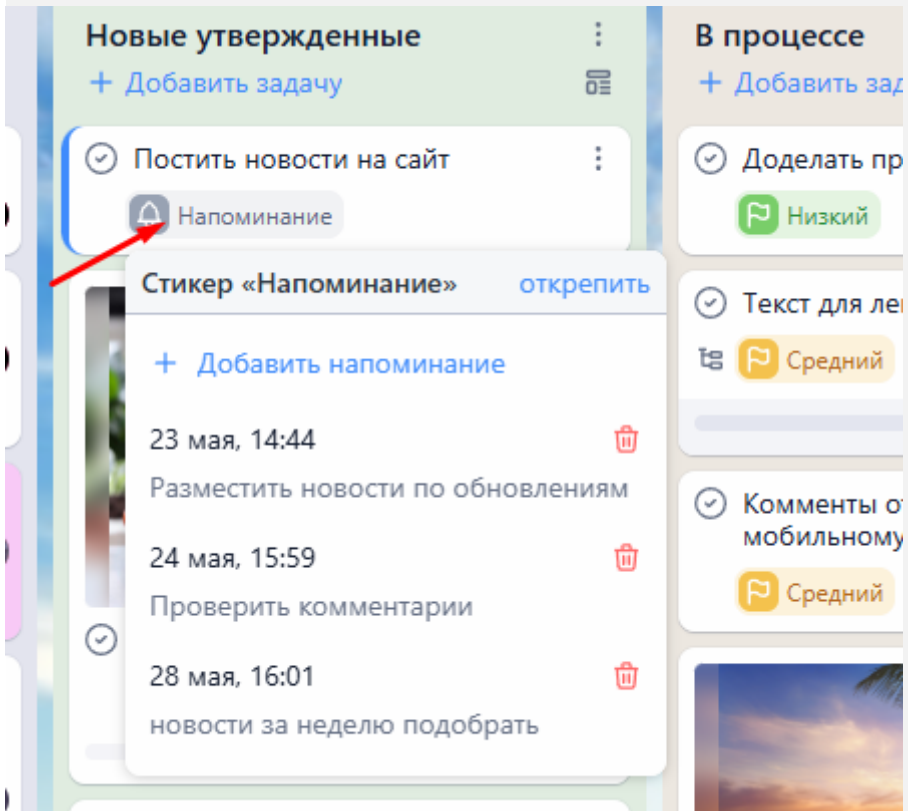 Новые утвержденные
+ Добавить задачу
Постить новости на сайт
Напоминание
Стикер «Напоминание» открепить
+ Добавить напоминание
23 мая, 14:44
Разместить новости по обновлениям
24 мая, 15:59
Проверить комментарии
28 мая, 16:01
новости за неделю подобрать
В процессе
+ Добавить
Доделать
Низкий
Текст для
Средний
Комменты
мобильному
Средний